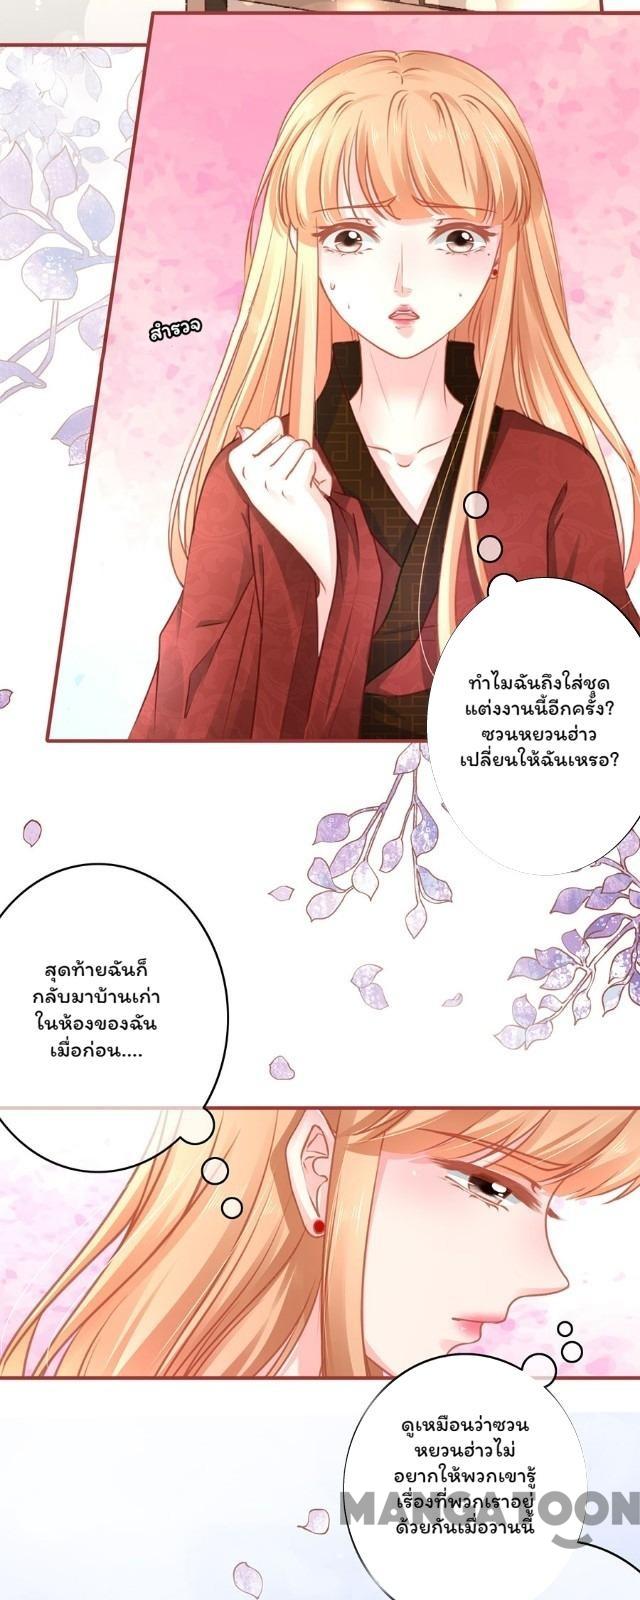 สำรวจ
ทำไมฉันถึงใส่ชุด
แต่งงานนี้อีกครั้ง?
ซวนหยวนฮ่าว
เปลี่ยนให้ฉันเหรอ?
สุดท้ายฉันก็
กลับมาบ้านเก่า
ในห้องของฉัน
เมื่อก่อน....
ดูเหมือนว่าซวน
หยวนฮ่าวไม่
อยากให้พวกเขารู้
เรื่องที่พวกเราอยู่
ด้วยกันเมื่อวานนี้
MANGATOON